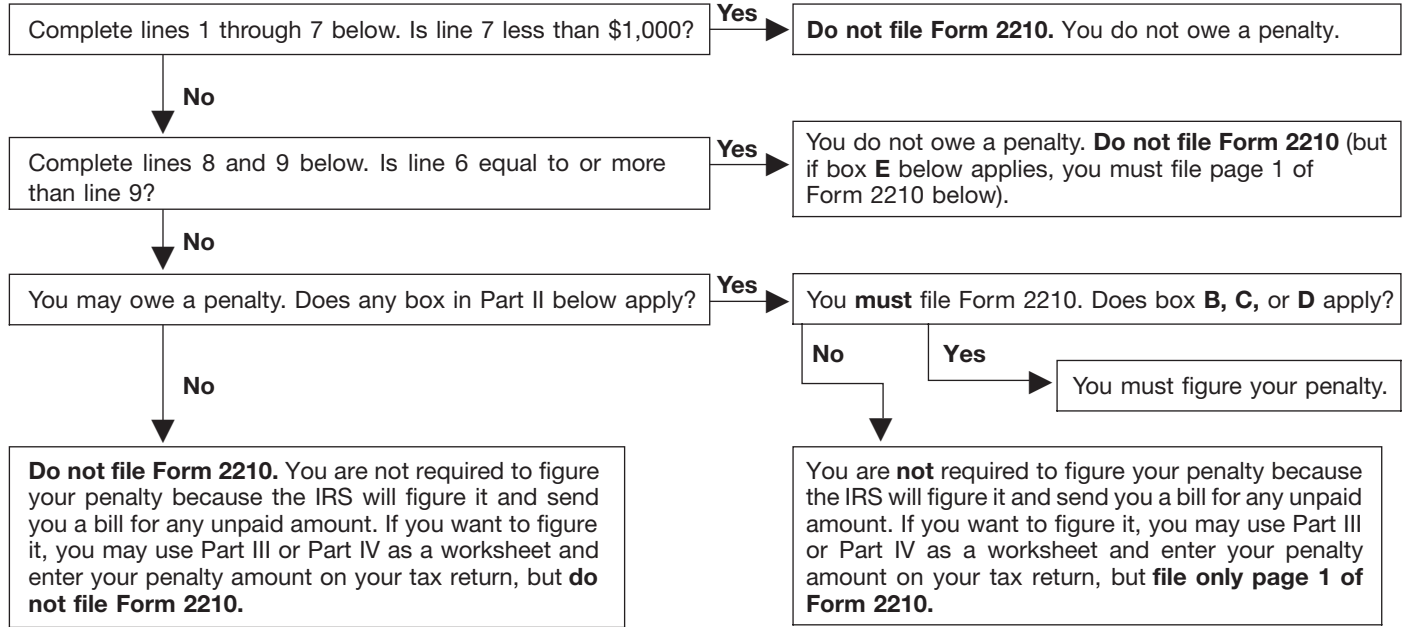 Complete lines 1 through 7 below. Is line 7 less than $1,000?
Yes
Do not file Form 2210. You do not owe a penalty.
No
Complete lines 8 and 9 below. Is line 6 equal to or more
than line 9?
Yes
You do not owe a penalty. Do not file Form 2210 (but
if box E below applies, you must file page 1 of
Form 2210 below).
No
You may owe a penalty. Does any box in Part II below apply?
Yes
You must file Form 2210. Does box B, C, or D apply?
No
Yes
You must figure your penalty.
No
Do not file Form 2210. You are not required to figure
your penalty because the IRS will figure it and send
you a bill for any unpaid amount. If you want to figure
it, you may use Part III or Part IV as a worksheet and
enter your penalty amount on your tax return, but do
not file Form 2210.
You are not required to figure your penalty because
the IRS will figure it and send you a bill for any unpaid
amount. If you want to figure it, you may use Part III
or Part IV as a worksheet and enter your penalty
amount on your tax return, but file only page 1 of
Form 2210.